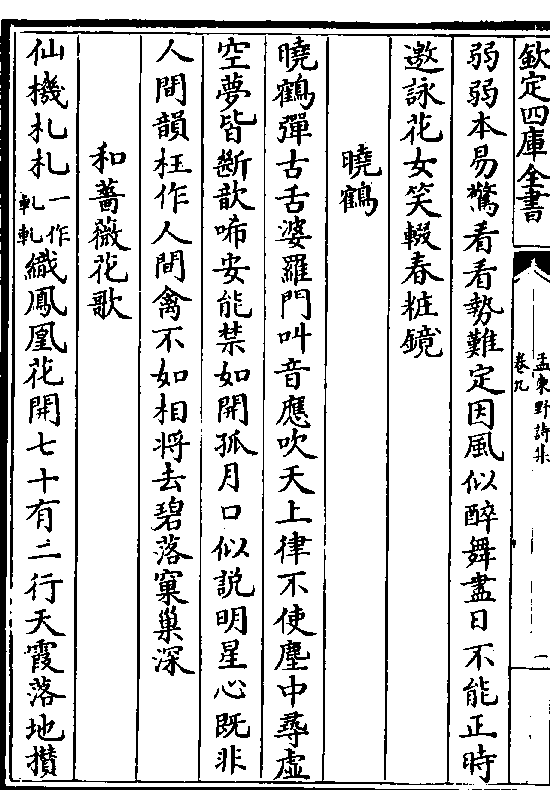 欽定四庫全書
孟東野詩集
卷九
二
弱弱本易驚看看勢難定因風似醉舞盡日不能正時
邀詠花女笑輟春粧鏡
曉鶴
曉鶴彈古舌婆羅門叫音應吹天上律不使塵中尋虛
空夢皆斷歆唏安能禁如開孤月口似説明星心既非
人間韻枉作人間禽不如相將去碧落窠巢深
和薔薇花歌
仙機札札一作軋軋織鳳凰花開七十有二行天霞落地攅